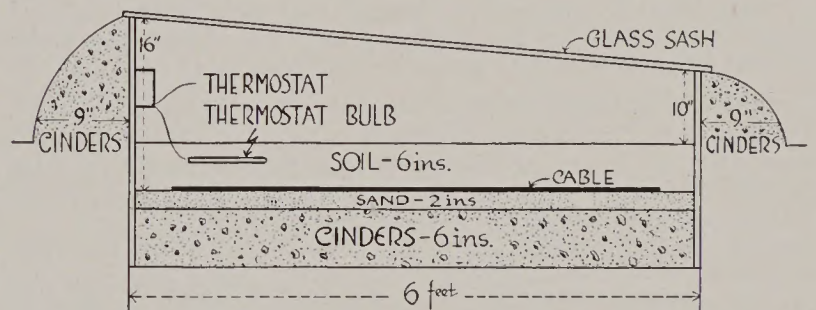 16"
GLASS SASH
THERMOSTAT
THERMOSTAT BULB
9"
CINDERS
10"
9"
CINDERS
SOIL-6ins.
CABLE
SAND-2ins
CINDERS-6ins.
6 feet